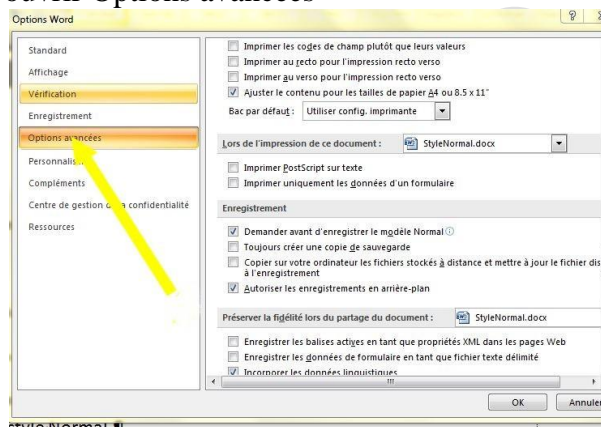 ouvrir Options avancées
Options Word
Standard
Affichage
Vérification
Enregistrement
Options avancées
Compléments
Centre de gestion de la confidentialité
Ressources
Imprimer les codes de champ plutôt que leurs valeurs
Imprimer au recto pour l'impression recto verso
Imprimer au verso pour l'impression recto verso
Ajuster le contenu pour les tailles de papier A4 ou 8.5 x 11"
Bac par défaut : Utiliser config. imprimante
Lors de l'impression de ce document : StyleNormal.docx
Imprimer PostScript sur texte
Imprimer uniquement les données d'un formulaire
Enregistrement
Demander avant d'enregistrer le modèle Normal
Toujours créer une copie de sauvegarde
Copier sur votre ordinateur les fichiers stockés à distance et mettre à jour le fichier dis
à l'enregistrement
Autoriser les enregistrements en arrière-plan
Préserver la fidélité lors du partage du document : StyleNormal.docx
Enregistrer les balises actives en tant que propriétés XML dans les pages Web
Enregistrer les données de formulaire en tant que fichier texte délimité
Incorporer les données linguistiques
OK Annuler
style Normal ¶